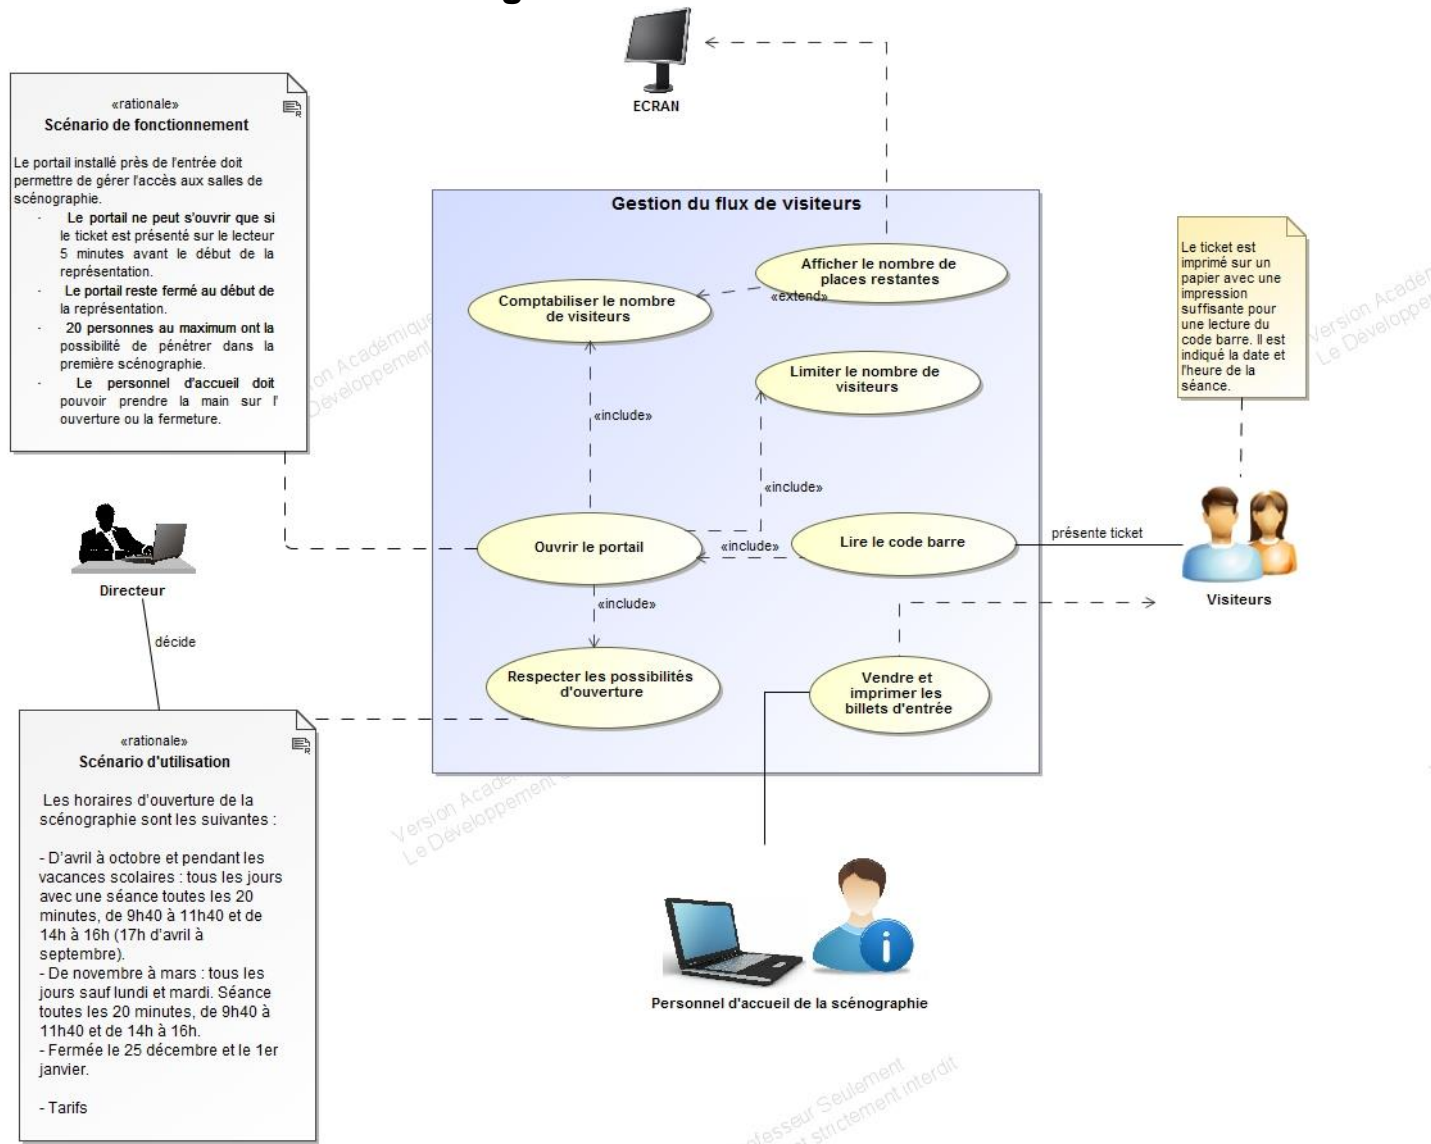 ECRAN
«rationale»
Scénario de fonctionnement
Le portail installé près de l'entrée doit
permettre de gérer l'accès aux salles de
scénographie.
· Le portail ne peut s'ouvrir que si
le ticket est présenté sur le lecteur
5 minutes avant le début de la
représentation.
· Le portail reste fermé au début de
la représentation.
· 20 personnes au maximum ont la
possibilité de pénétrer dans la
première scénographie.
· Le personnel d'accueil doit
pouvoir prendre la main sur l'
ouverture ou la fermeture.
Gestion du flux de visiteurs
Afficher le nombre de
places restantes
«extend»
Comptabiliser le nombre
de visiteurs
Limiter le nombre de
visiteurs
«include»
«include»
Ouvrir le portail
«include»
Lire le code barre
présente ticket
«include»
Respecter les possibilités
d'ouverture
Vendre et
imprimer les
billets d'entrée
Le ticket est
imprimé sur un
papier avec une
impression
suffisante pour
une lecture du
code barre. Il est
indiqué la date et
l'heure de la
séance.
Visiteurs
Directeur
décide
«rationale»
Scénario d'utilisation
Les horaires d'ouverture de la
scénographie sont les suivantes :
- D'avril à octobre et pendant les
vacances scolaires : tous les jours
avec une séance toutes les 20
minutes, de 9h40 à 11h40 et de
14h à 16h (17h d'avril à
septembre).
- De novembre à mars : tous les
jours sauf lundi et mardi. Séance
toutes les 20 minutes, de 9h40 à
11h40 et de 14h à 16h.
- Fermée le 25 décembre et le 1er
janvier.
- Tarifs
Personnel d'accueil de la scénographie
Version Académique
Le Développement
Seulement
strictement interdit